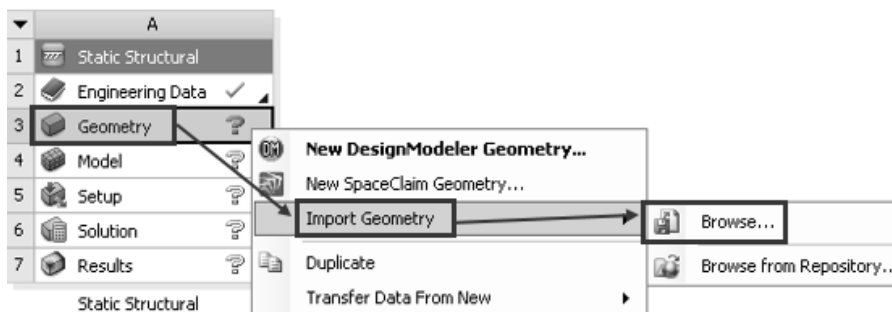 A
1 Static Structural
2 Engineering Data
3 Geometry ?
4 Model ?
5 Setup ?
6 Solution ?
7 Results ?
Static Structural
DM New DesignModeler Geometry...
New SpaceClaim Geometry...
Import Geometry
Duplicate
Transfer Data From New
Browse...
Browse from Repository..